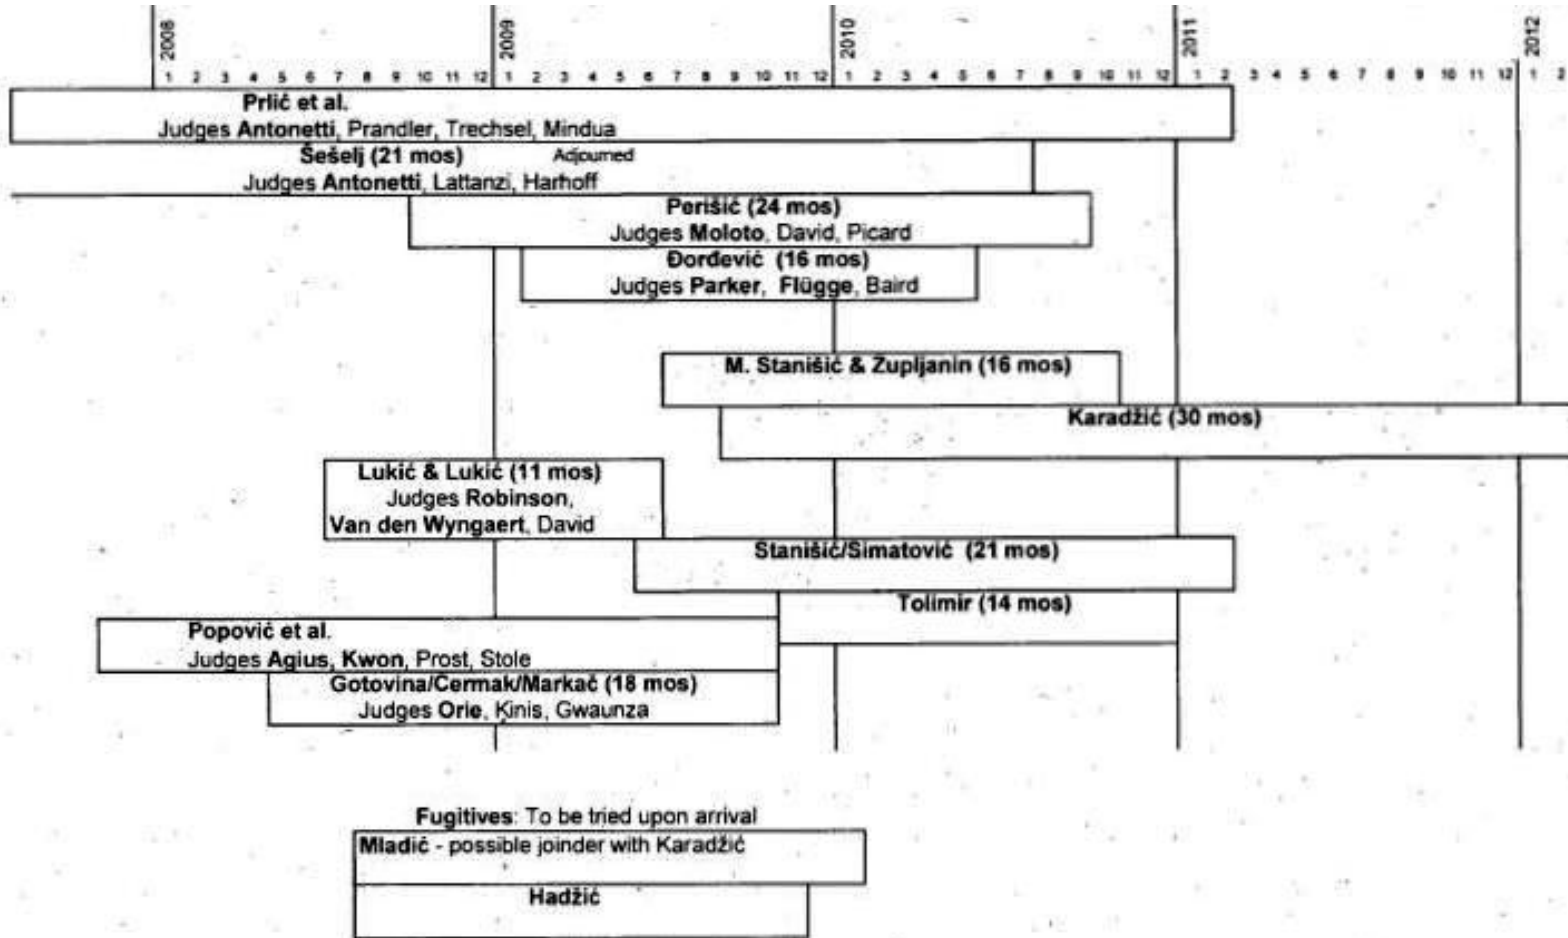 2008 2009 2010 2011 2012
1 2 3 4 5 6 7 8 9 10 11 12 1 2 3 4 5 6 7 8 9 10 11 12 1 2 3 4 5 6 7 8 9 10 11 12 1 2 3 4 5 6 7 8 9 10 11 12 1 2
Prlić et al.
Judges Antonetti, Prandler, Trechsel, Mindua
Šešelj (21 mos) Adjourned
Judges Antonetti, Lattanzi, Harhoff
Perišić (24 mos)
Judges Moloto, David, Picard
Đorđević (16 mos)
Judges Parker, Flügge, Baird
M. Stanišić & Zupljanin (16 mos)
Karadžić (30 mos)
Lukić & Lukić (11 mos)
Judges Robinson,
Van den Wyngaert, David
Stanišić/Simatović (21 mos)
Tolimir (14 mos)
Popović et al.
Judges Agius, Kwon, Prost, Stole
Gotovina/Cermak/Markač (18 mos)
Judges Orie, Ķinis, Gwaunza
Fugitives: To be tried upon arrival
Mladić - possible joinder with Karadžić
Hadžić